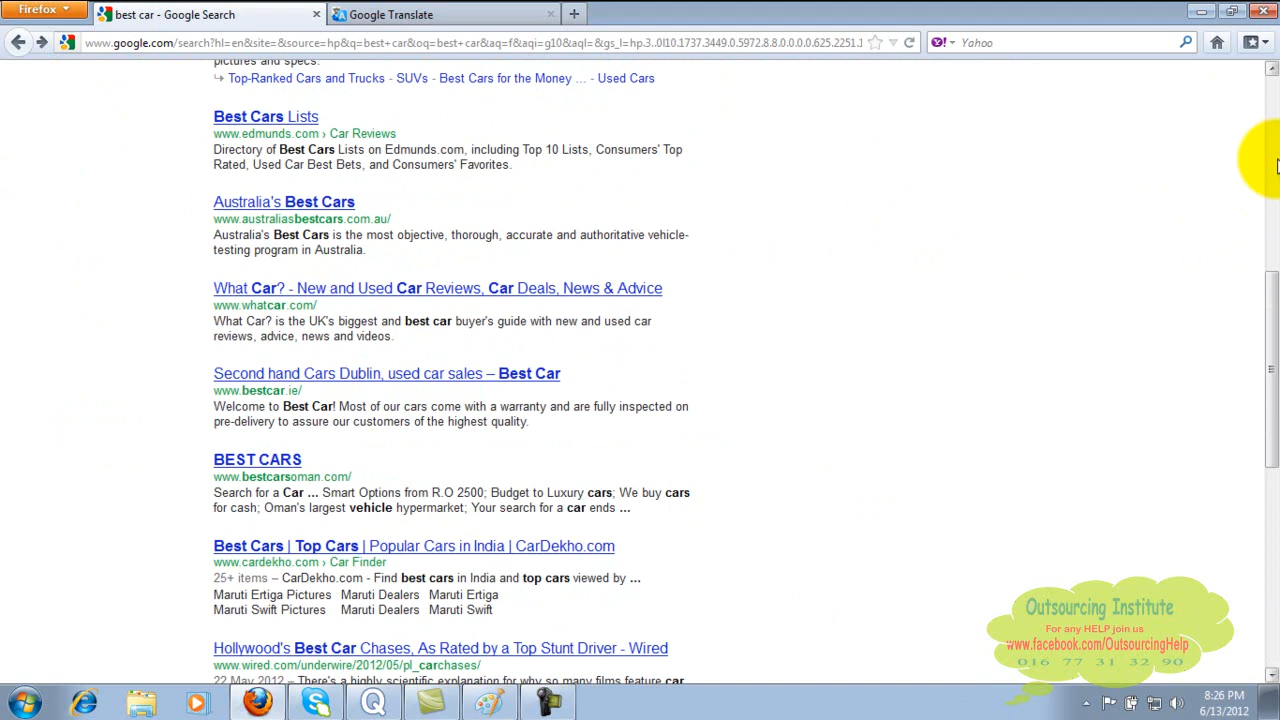 Firefox
best car - Google Search
Google Translate
www.google.com/search?hl=en&site=&source=hp&q=best+car&oq=best+car&aq=f&aqi=g10&aql=&gs_l=hp.3..0l10.1737.3449.0.5972.8.8.0.0.0.0.625.2251.1
Yahoo
pictures and specs.
Top-Ranked Cars and Trucks - SUVs - Best Cars for the Money ... - Used Cars
Best Cars Lists
www.edmunds.com › Car Reviews
Directory of Best Cars Lists on Edmunds.com, including Top 10 Lists, Consumers' Top
Rated, Used Car Best Bets, and Consumers' Favorites.
Australia's Best Cars
www.australiasbestcars.com.au/
Australia's Best Cars is the most objective, thorough, accurate and authoritative vehicle-
testing program in Australia.
What Car? - New and Used Car Reviews, Car Deals, News & Advice
www.whatcar.com/
What Car? is the UK's biggest and best car buyer's guide with new and used car
reviews, advice, news and videos.
Second hand Cars Dublin, used car sales – Best Car
www.bestcar.ie/
Welcome to Best Car! Most of our cars come with a warranty and are fully inspected on
pre-delivery to assure our customers of the highest quality.
BEST CARS
www.bestcarsoman.com/
Search for a Car ... Smart Options from R.O 2500; Budget to Luxury cars; We buy cars
for cash; Oman's largest vehicle hypermarket; Your search for a car ends ...
Best Cars | Top Cars | Popular Cars in India | CarDekho.com
www.cardekho.com › Car Finder
25+ items – CarDekho.com - Find best cars in India and top cars viewed by ...
Maruti Ertiga Pictures Maruti Dealers Maruti Ertiga
Maruti Swift Pictures Maruti Dealers Maruti Swift
Hollywood's Best Car Chases, As Rated by a Top Stunt Driver - Wired
www.wired.com/underwire/2012/05/pl_carchases/
22 May 2012 – There's a highly scientific explanation for why so many films feature car
Outsourcing Institute
For any HELP join us
www.facebook.com/OutsourcingHelp
016 77 31 32 90
8:26 PM
6/13/2012